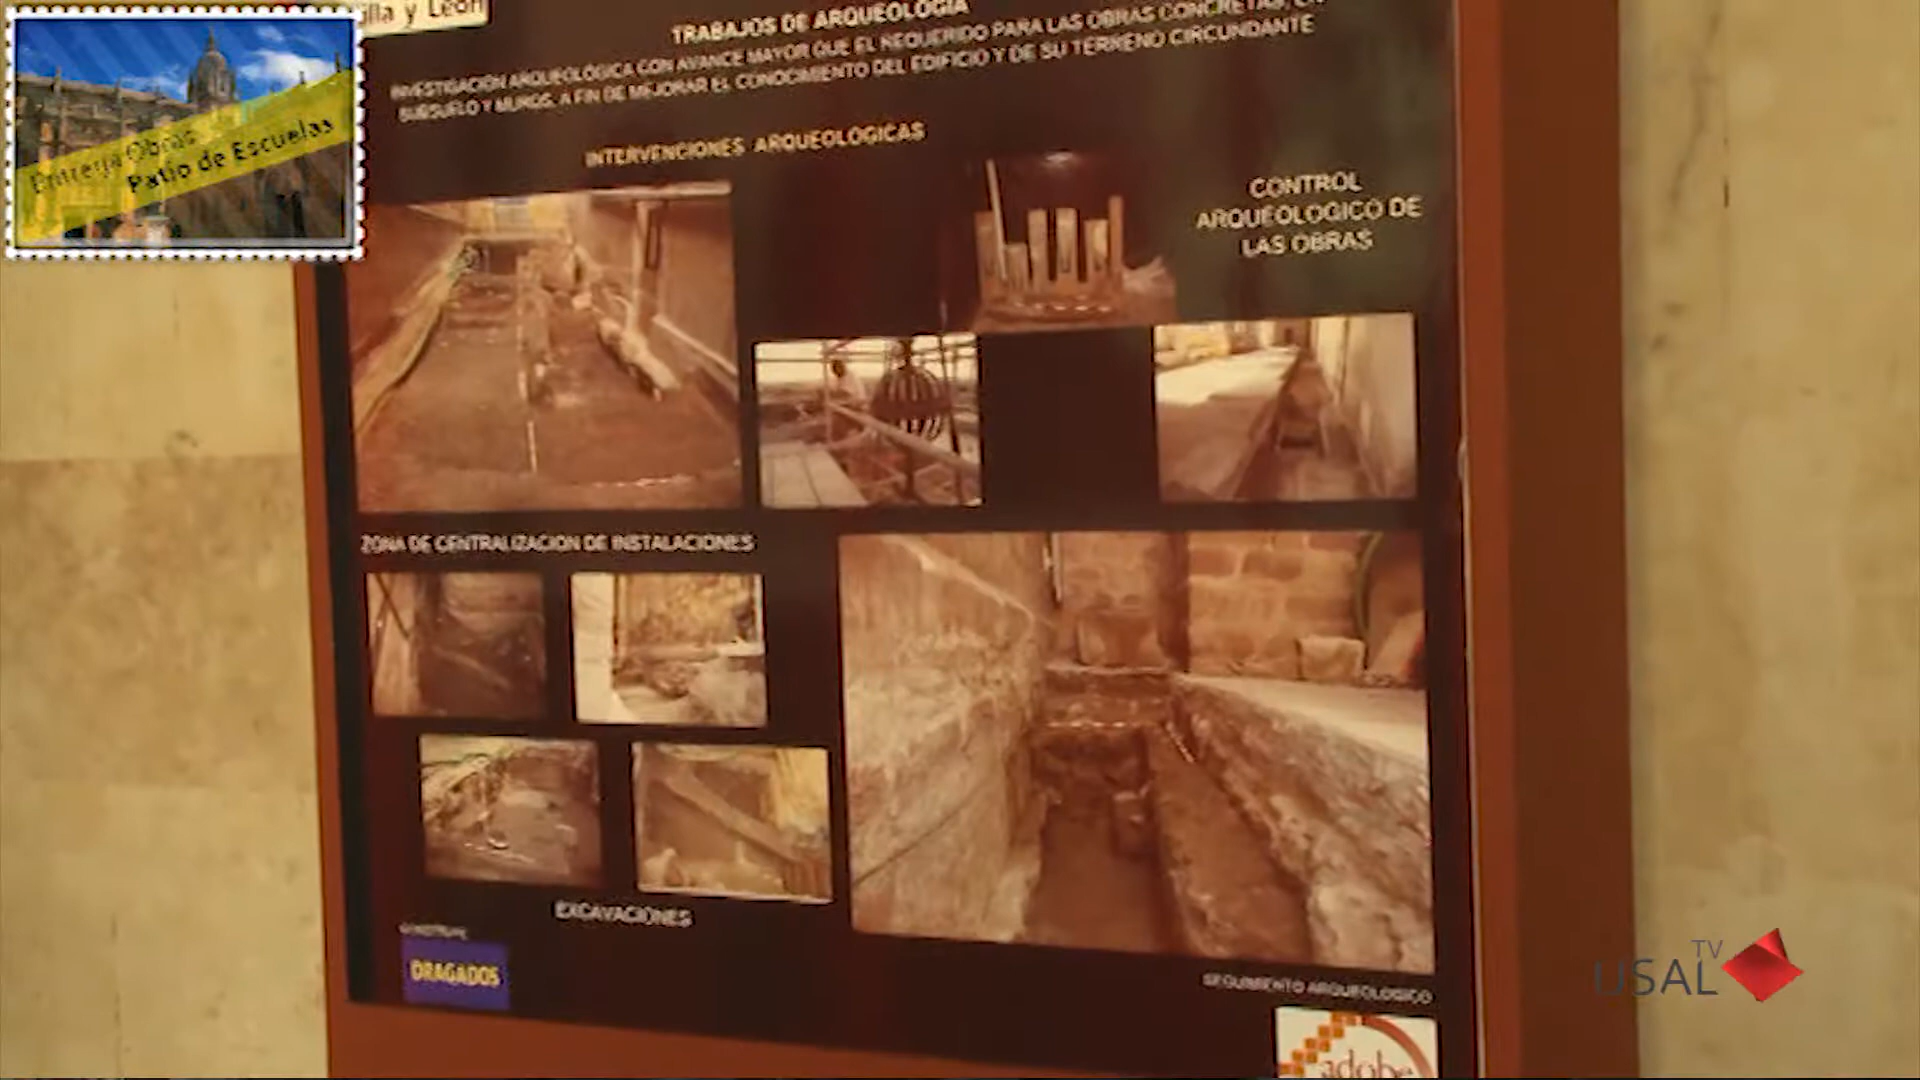 illa y León
Entrega Obras
Patio de Escuelas
TRABAJOS DE ARQUEOLOGIA
INVESTIGACIÓN ARQUEOLÓGICA CON AVANCE MAYOR QUE EL REQUERIDO PARA LAS OBRAS CONCRETAS, EN
SUBSUELO Y MUROS, A FIN DE MEJORAR EL CONOCIMIENTO DEL EDIFICIO Y DE SU TERRENO CIRCUNDANTE
INTERVENCIONES ARQUEOLOGICAS
CONTROL
ARQUEOLOGICO DE
LAS OBRAS
ZONA DE CENTRALIZACION DE INSTALACIONES
EXCAVACIONES
CONSTRUYE
DRAGADOS
SEGUIMIENTO ARQUEOLOGICO
adobe
TV
USAL